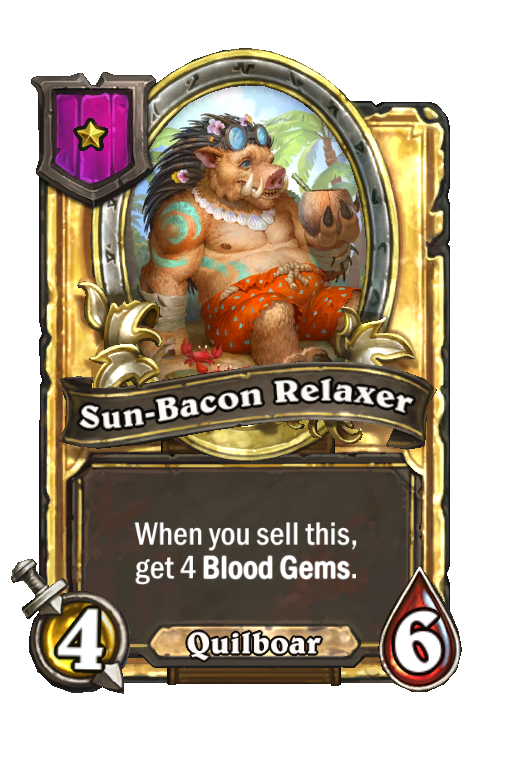 Sun-Bacon Relaxer
When you sell this,
get 4 Blood Gems.
4
Quilboar
6